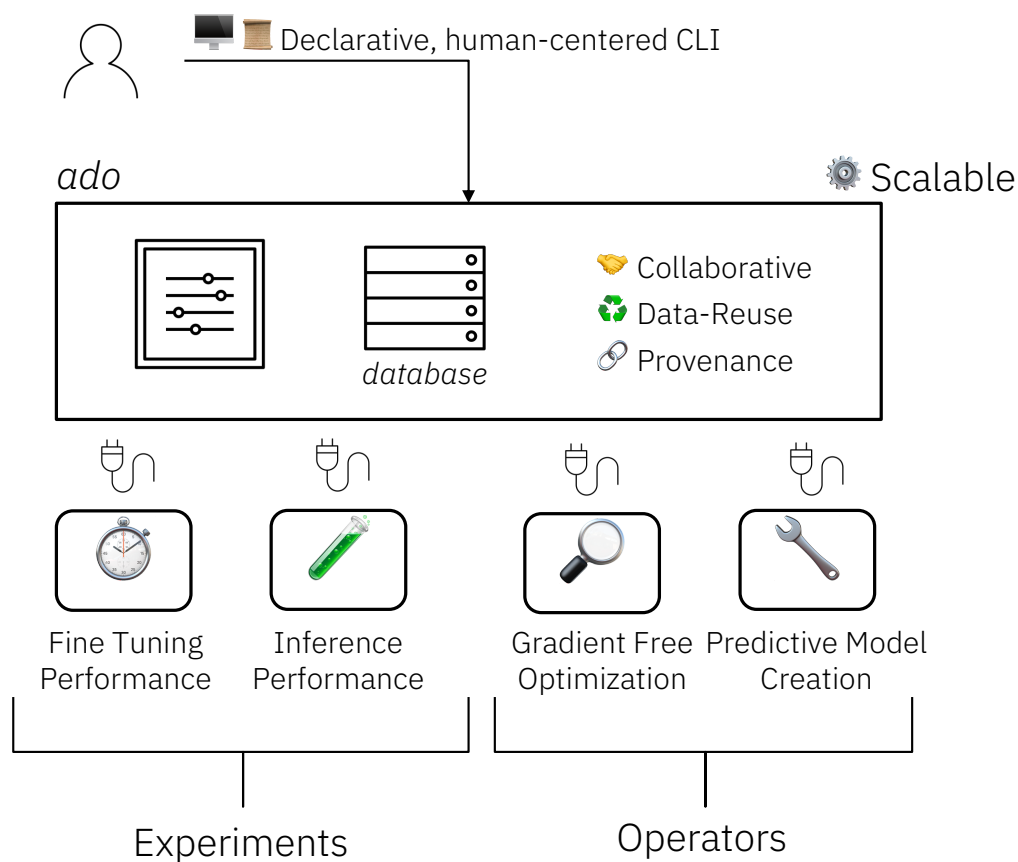 Declarative, human-centered CLI
ado
Scalable
Collaborative
Data-Reuse
Provenance
database
Fine Tuning
Performance
Inference
Performance
Gradient Free
Optimization
Predictive Model
Creation
Experiments
Operators